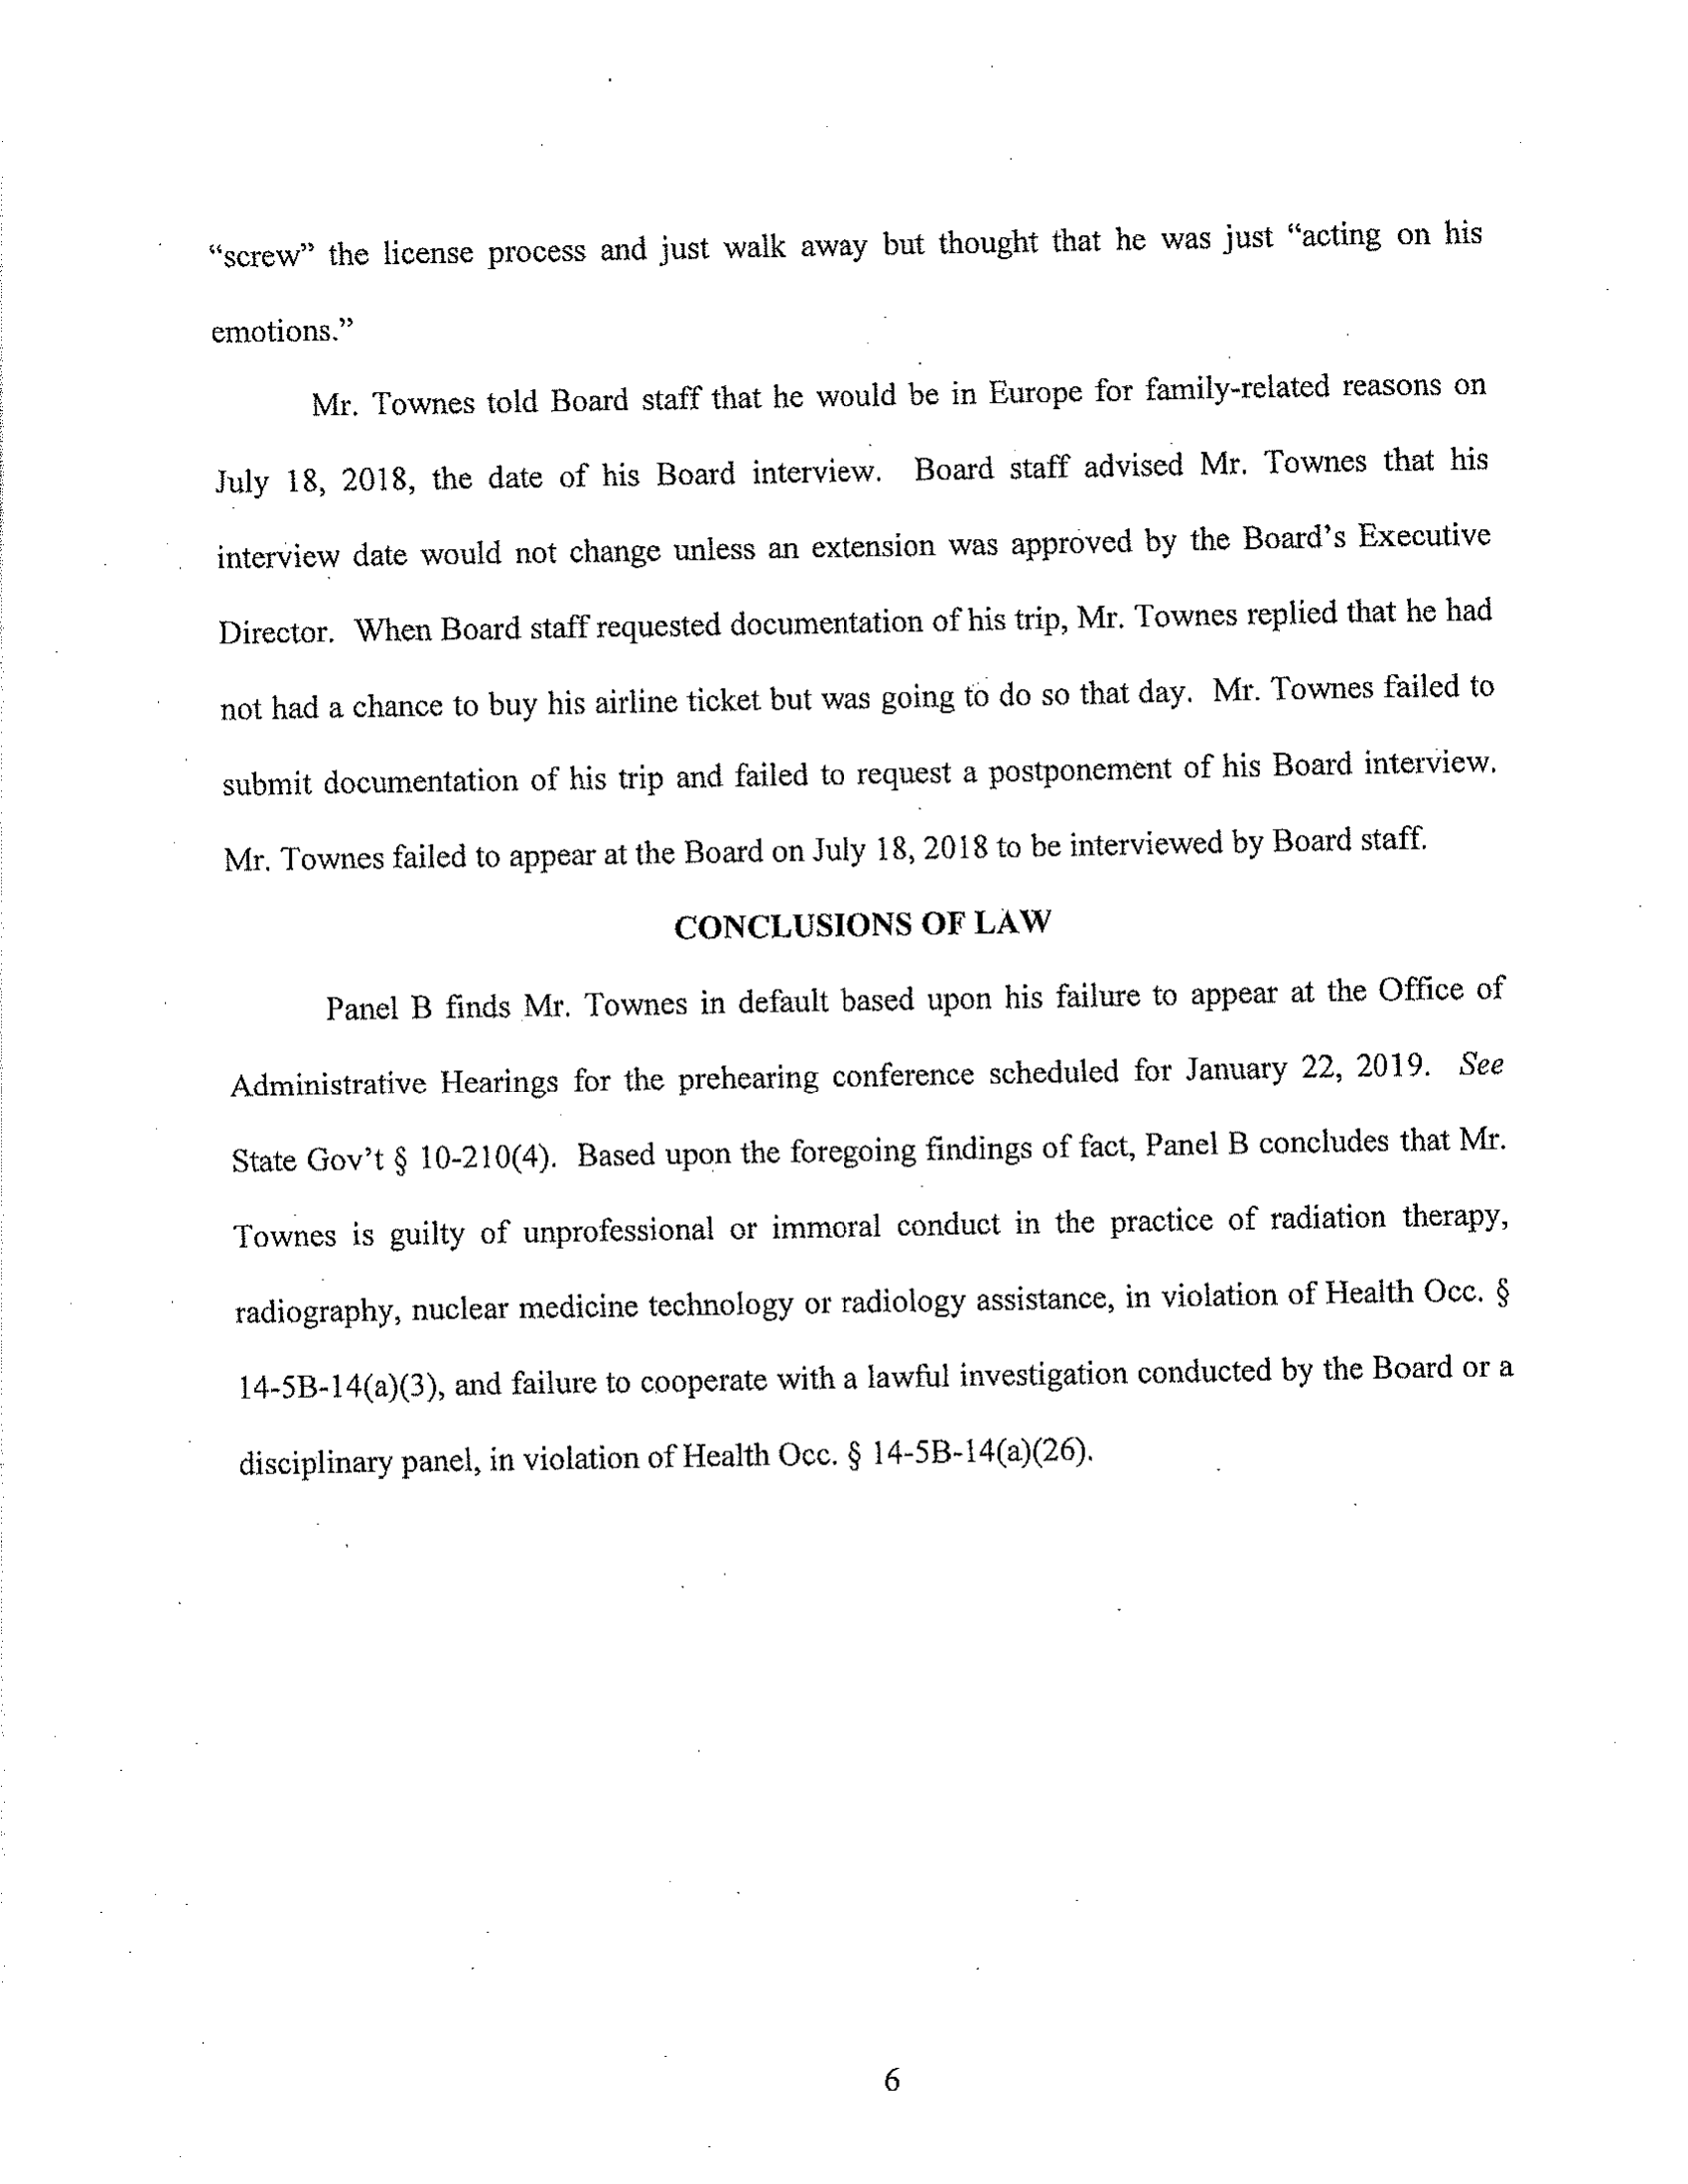 “screw” the license process and just walk away but thought that he was just “acting on his
emotions.”
Mr. Townes told Board staff that he would be in Europe for family-related reasons on
July 18, 2018, the date of his Board interview. Board staff advised Mr. Townes that his
interview date would not change unless an extension was approved by the Board’s Executive
Director. When Board staff requested documentation of his trip, Mr. Townes replied that he had
not had a chance to buy his airline ticket but was going to do so that day. Mr. Townes failed to
submit documentation of his trip and failed to request a postponement of his Board interview.
Mr. Townes failed to appear at the Board on July 18, 2018 to be interviewed by Board staff.
CONCLUSIONS OF LAW
Panel B finds Mr. Townes in default based upon his failure to appear at the Office of
Administrative Hearings for the prehearing conference scheduled for January 22, 2019. See
State Gov’t § 10-210(4). Based upon the foregoing findings of fact, Panel B concludes that Mr.
Townes is guilty of unprofessional or immoral conduct in the practice of radiation therapy,
radiography, nuclear medicine technology or radiology assistance, in violation of Health Occ. §
14-5B-14(a)(3), and failure to cooperate with a lawful investigation conducted by the Board or a
disciplinary panel, in violation of Health Occ. § 14-5B-14(a)(26).
6